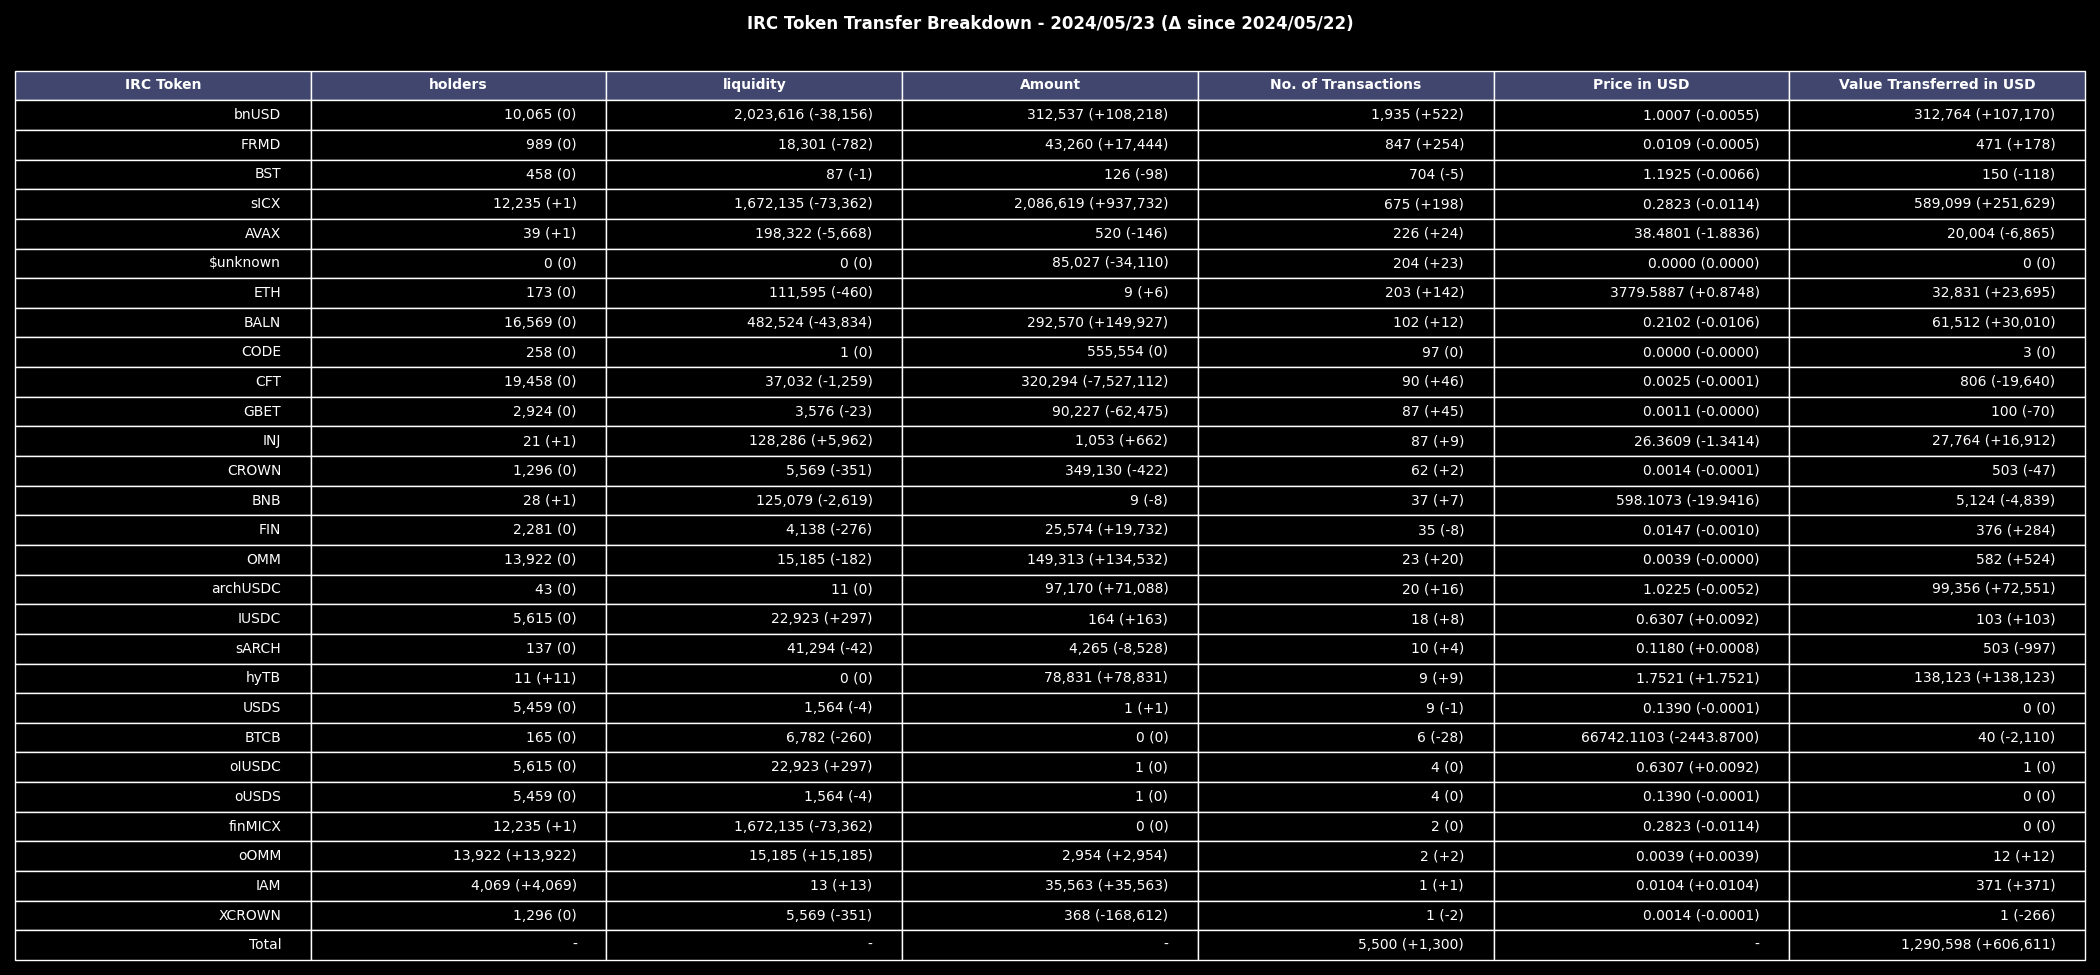 IRC Token Transfer Breakdown - 2024/05/23 (Δ since 2024/05/22)
IRC Token holders liquidity Amount No. of Transactions Price in USD Value Transferred in USD
bnUSD 10,065 (0) 2,023,616 (-38,156) 312,537 (+108,218) 1,935 (+522) 1.0007 (-0.0055) 312,764 (+107,170)
FRMD 989 (0) 18,301 (-782) 43,260 (+17,444) 847 (+254) 0.0109 (-0.0005) 471 (+178)
BST 458 (0) 87 (-1) 126 (-98) 704 (-5) 1.1925 (-0.0066) 150 (-118)
sICX 12,235 (+1) 1,672,135 (-73,362) 2,086,619 (+937,732) 675 (+198) 0.2823 (-0.0114) 589,099 (+251,629)
AVAX 39 (+1) 198,322 (-5,668) 520 (-146) 226 (+24) 38.4801 (-1.8836) 20,004 (-6,865)
$unknown 0 (0) 0 (0) 85,027 (-34,110) 204 (+23) 0.0000 (0.0000) 0 (0)
ETH 173 (0) 111,595 (-460) 9 (+6) 203 (+142) 3779.5887 (+0.8748) 32,831 (+23,695)
BALN 16,569 (0) 482,524 (-43,834) 292,570 (+149,927) 102 (+12) 0.2102 (-0.0106) 61,512 (+30,010)
CODE 258 (0) 1 (0) 555,554 (0) 97 (0) 0.0000 (-0.0000) 3 (0)
CFT 19,458 (0) 37,032 (-1,259) 320,294 (-7,527,112) 90 (+46) 0.0025 (-0.0001) 806 (-19,640)
GBET 2,924 (0) 3,576 (-23) 90,227 (-62,475) 87 (+45) 0.0011 (-0.0000) 100 (-70)
INJ 21 (+1) 128,286 (+5,962) 1,053 (+662) 87 (+9) 26.3609 (-1.3414) 27,764 (+16,912)
CROWN 1,296 (0) 5,569 (-351) 349,130 (-422) 62 (+2) 0.0014 (-0.0001) 503 (-47)
BNB 28 (+1) 125,079 (-2,619) 9 (-8) 37 (+7) 598.1073 (-19.9416) 5,124 (-4,839)
FIN 2,281 (0) 4,138 (-276) 25,574 (+19,732) 35 (-8) 0.0147 (-0.0010) 376 (+284)
OMM 13,922 (0) 15,185 (-182) 149,313 (+134,532) 23 (+20) 0.0039 (-0.0000) 582 (+524)
archUSDC 43 (0) 11 (0) 97,170 (+71,088) 20 (+16) 1.0225 (-0.0052) 99,356 (+72,551)
IUSDC 5,615 (0) 22,923 (+297) 164 (+163) 18 (+8) 0.6307 (+0.0092) 103 (+103)
sARCH 137 (0) 41,294 (-42) 4,265 (-8,528) 10 (+4) 0.1180 (+0.0008) 503 (-997)
hyTB 11 (+11) 0 (0) 78,831 (+78,831) 9 (+9) 1.7521 (+1.7521) 138,123 (+138,123)
USDS 5,459 (0) 1,564 (-4) 1 (+1) 9 (-1) 0.1390 (-0.0001) 0 (0)
BTCB 165 (0) 6,782 (-260) 0 (0) 6 (-28) 66742.1103 (-2443.8700) 40 (-2,110)
oIUSDC 5,615 (0) 22,923 (+297) 1 (0) 4 (0) 0.6307 (+0.0092) 1 (0)
oUSDS 5,459 (0) 1,564 (-4) 1 (0) 4 (0) 0.1390 (-0.0001) 0 (0)
finMICX 12,235 (+1) 1,672,135 (-73,362) 0 (0) 2 (0) 0.2823 (-0.0114) 0 (0)
oOMM 13,922 (+13,922) 15,185 (+15,185) 2,954 (+2,954) 2 (+2) 0.0039 (+0.0039) 12 (+12)
IAM 4,069 (+4,069) 13 (+13) 35,563 (+35,563) 1 (+1) 0.0104 (+0.0104) 371 (+371)
XCROWN 1,296 (0) 5,569 (-351) 368 (-168,612) 1 (-2) 0.0014 (-0.0001) 1 (-266)
Total - - - 5,500 (+1,300) - 1,290,598 (+606,611)